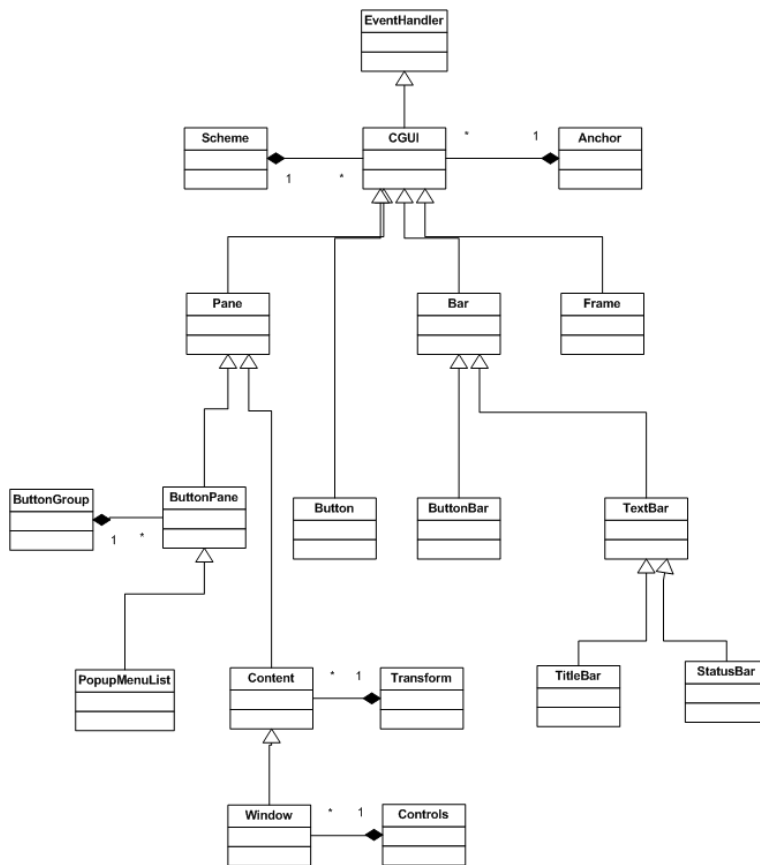 EventHandler
Scheme
CGUI
Anchor
*
1
1
*
Pane
Bar
Frame
ButtonGroup
ButtonPane
Button
ButtonBar
TextBar
1
*
PopupMenuList
Content
*
1
Transform
TitleBar
StatusBar
Window
*
1
Controls